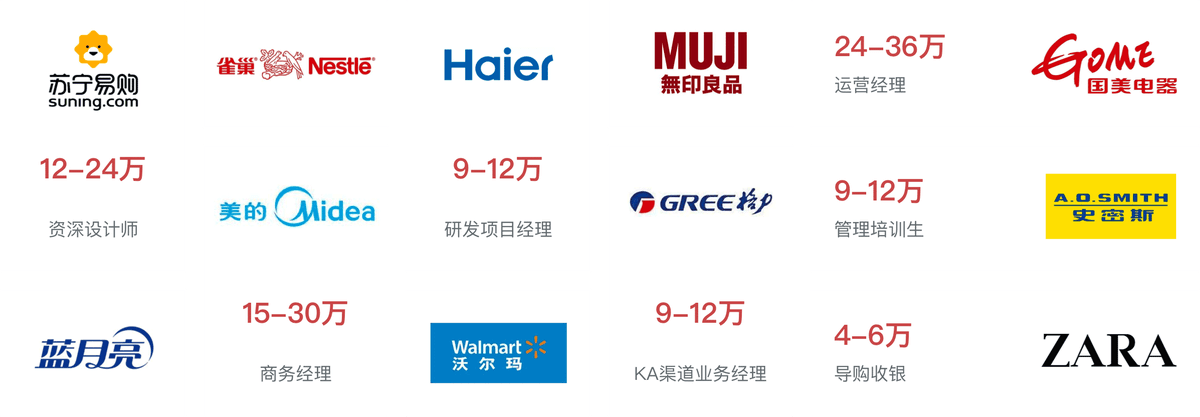 苏宁易购
suning.com
雀巢 Nestlé
Haier
MUJI
無印良品
24-36万
运营经理
GOME
国美电器
12-24万
资深设计师
美的 Midea
9-12万
研发项目经理
GREE格力
9-12万
管理培训生
A.O.SMITH
史密斯
蓝月亮
15-30万
商务经理
Walmart
沃尔玛
9-12万
KA渠道业务经理
4-6万
导购收银
ZARA